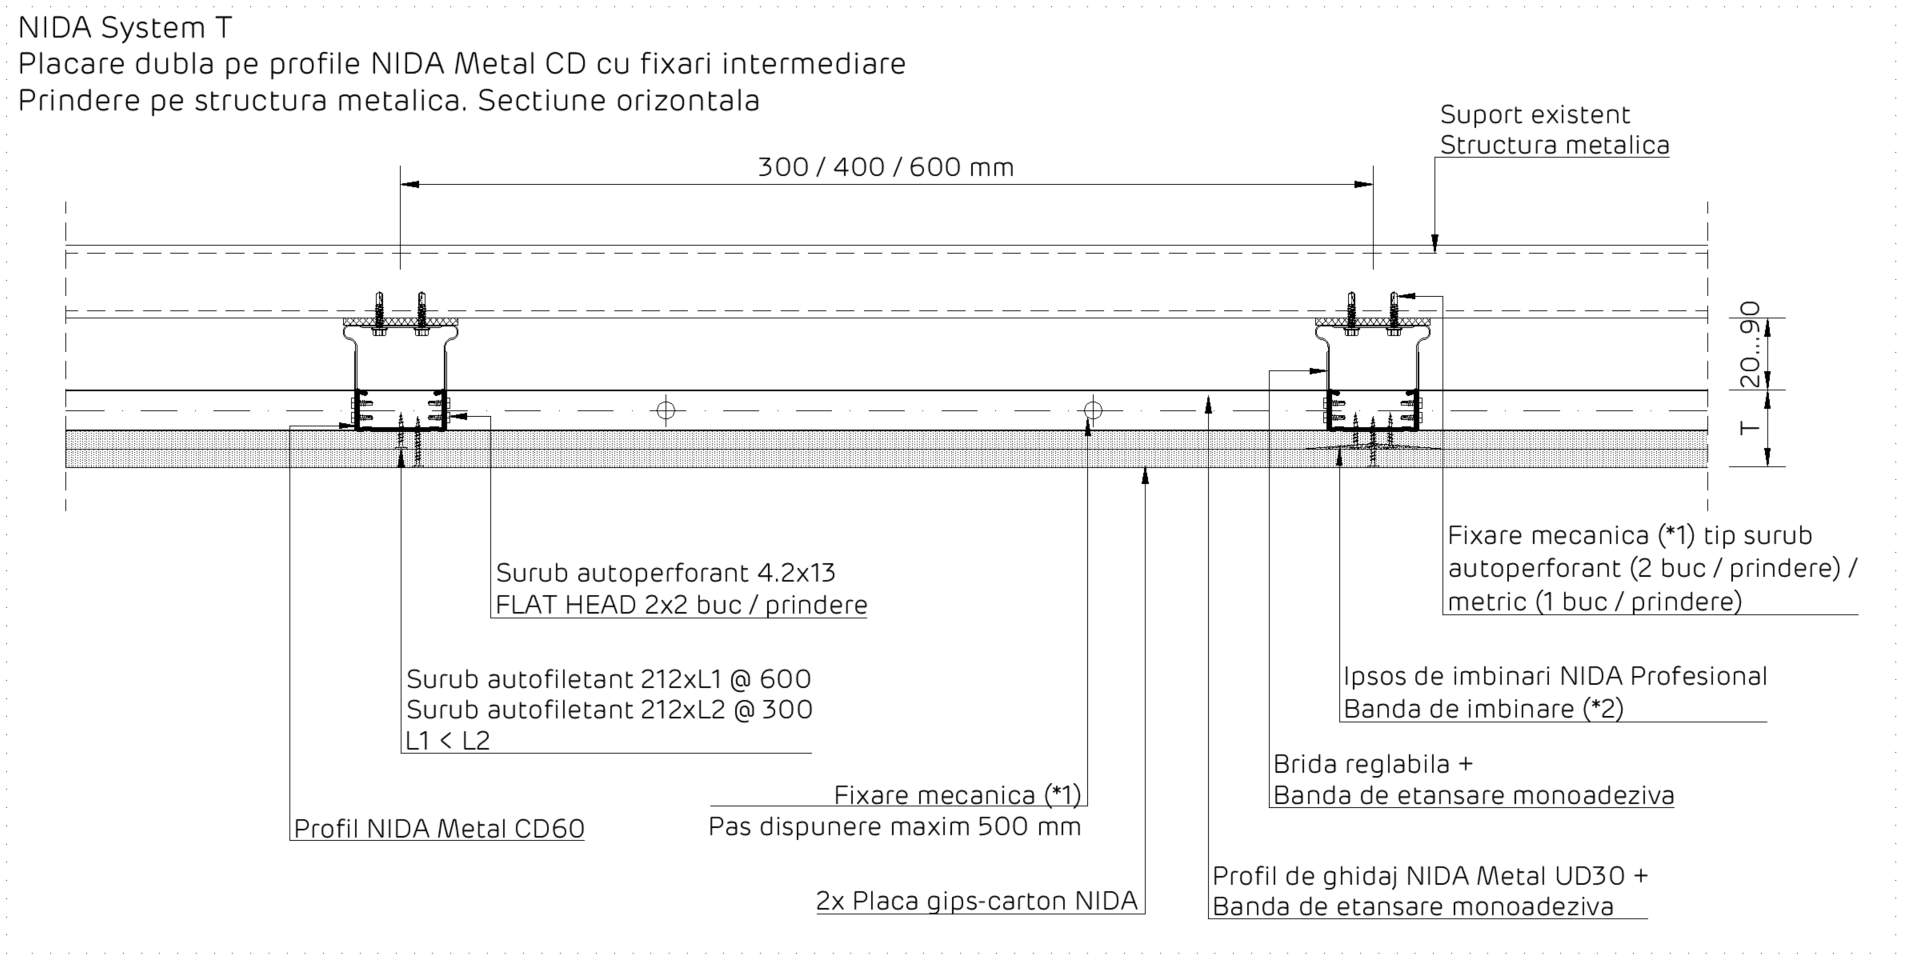 NIDA System T
Placare dubla pe profile NIDA Metal CD cu fixari intermediare
Prindere pe structura metalica. Sectiune orizontala
Suport existent
Structura metalica
300 / 400 / 600 mm
20...90
T
Fixare mecanica (*1) tip surub
autoperforant (2 buc / prindere) /
metric (1 buc / prindere)
Surub autoperforant 4.2x13
FLAT HEAD 2x2 buc / prindere
Surub autofiletant 212xL1 @ 600
Surub autofiletant 212xL2 @ 300
L1 < L2
Ipsos de imbinari NIDA Profesional
Banda de imbinare (*2)
Brida reglabila +
Banda de etansare monoadeziva
Fixare mecanica (*1)
Pas dispunere maxim 500 mm
Profil NIDA Metal CD60
Profil de ghidaj NIDA Metal UD30 +
Banda de etansare monoadeziva
2x Placa gips-carton NIDA